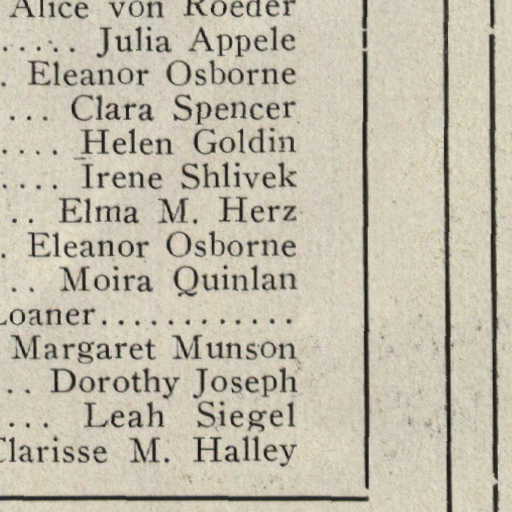 Alice von Roeder
..... Julia Appele
. Eleanor Osborne
... Clara Spencer
.... Helen Goldin
.... Irene Shlivek
.. Elma M. Herz
. Eleanor Osborne
.. Moira Quinlan
Loaner............
Margaret Munson
.. Dorothy Joseph
... Leah Siegel
Clarisse M. Halley